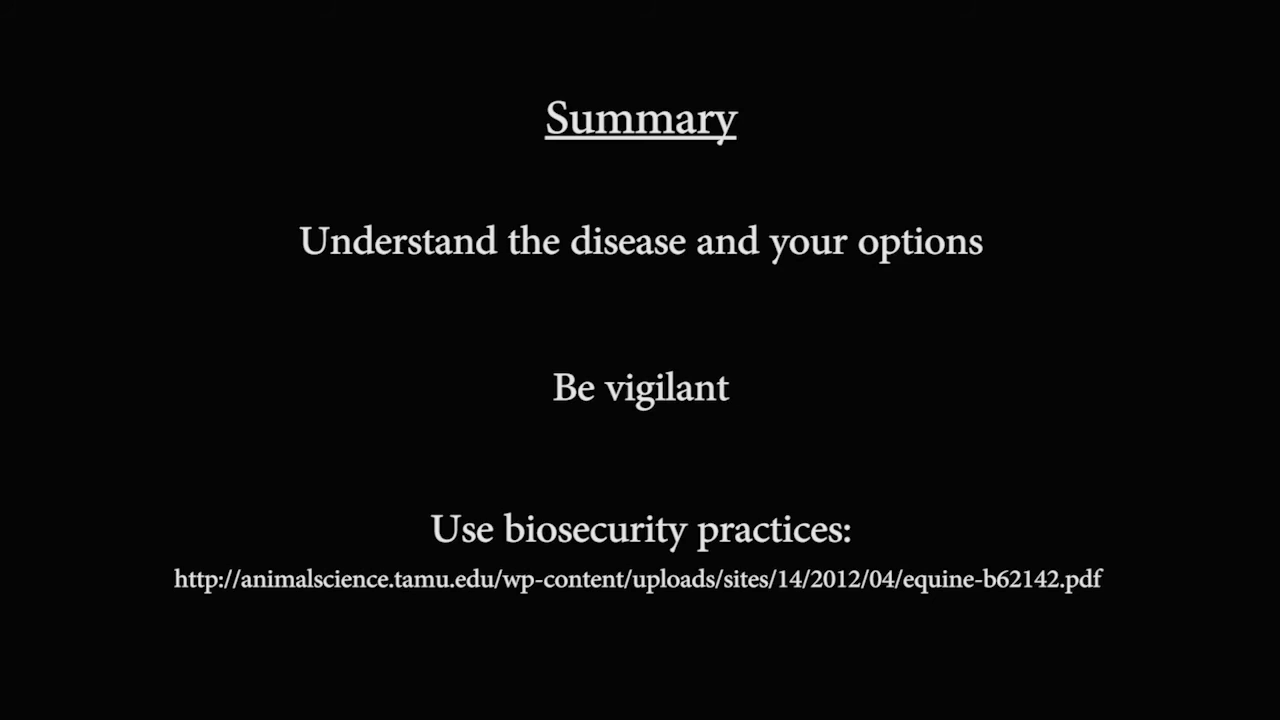 Summary
Understand the disease and your options
Be vigilant
Use biosecurity practices:
http://animalscience.tamu.edu/wp-content/uploads/sites/14/2012/04/equine-b62142.pdf